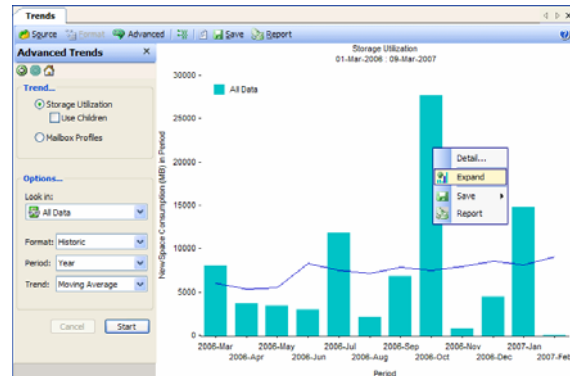 Trends
Source Format Advanced Save Report
Advanced Trends
Trend...
Storage Utilization
Use Children
Mailbox Profiles
Options...
Look in:
All Data
Format: Historic
Period: Year
Trend: Moving Average
Cancel Start
Storage Utilization
01-Mar-2006 : 09-Mar-2007
All Data
New Space Consumption (MB) in Period
30000
25000
20000
15000
10000
5000
0
Detail...
Expand
Save
Report
2006-Mar 2006-May 2006-Jul 2006-Sep 2006-Nov 2007-Jan
2006-Apr 2006-Jun 2006-Aug 2006-Oct 2006-Dec 2007-Feb
Period